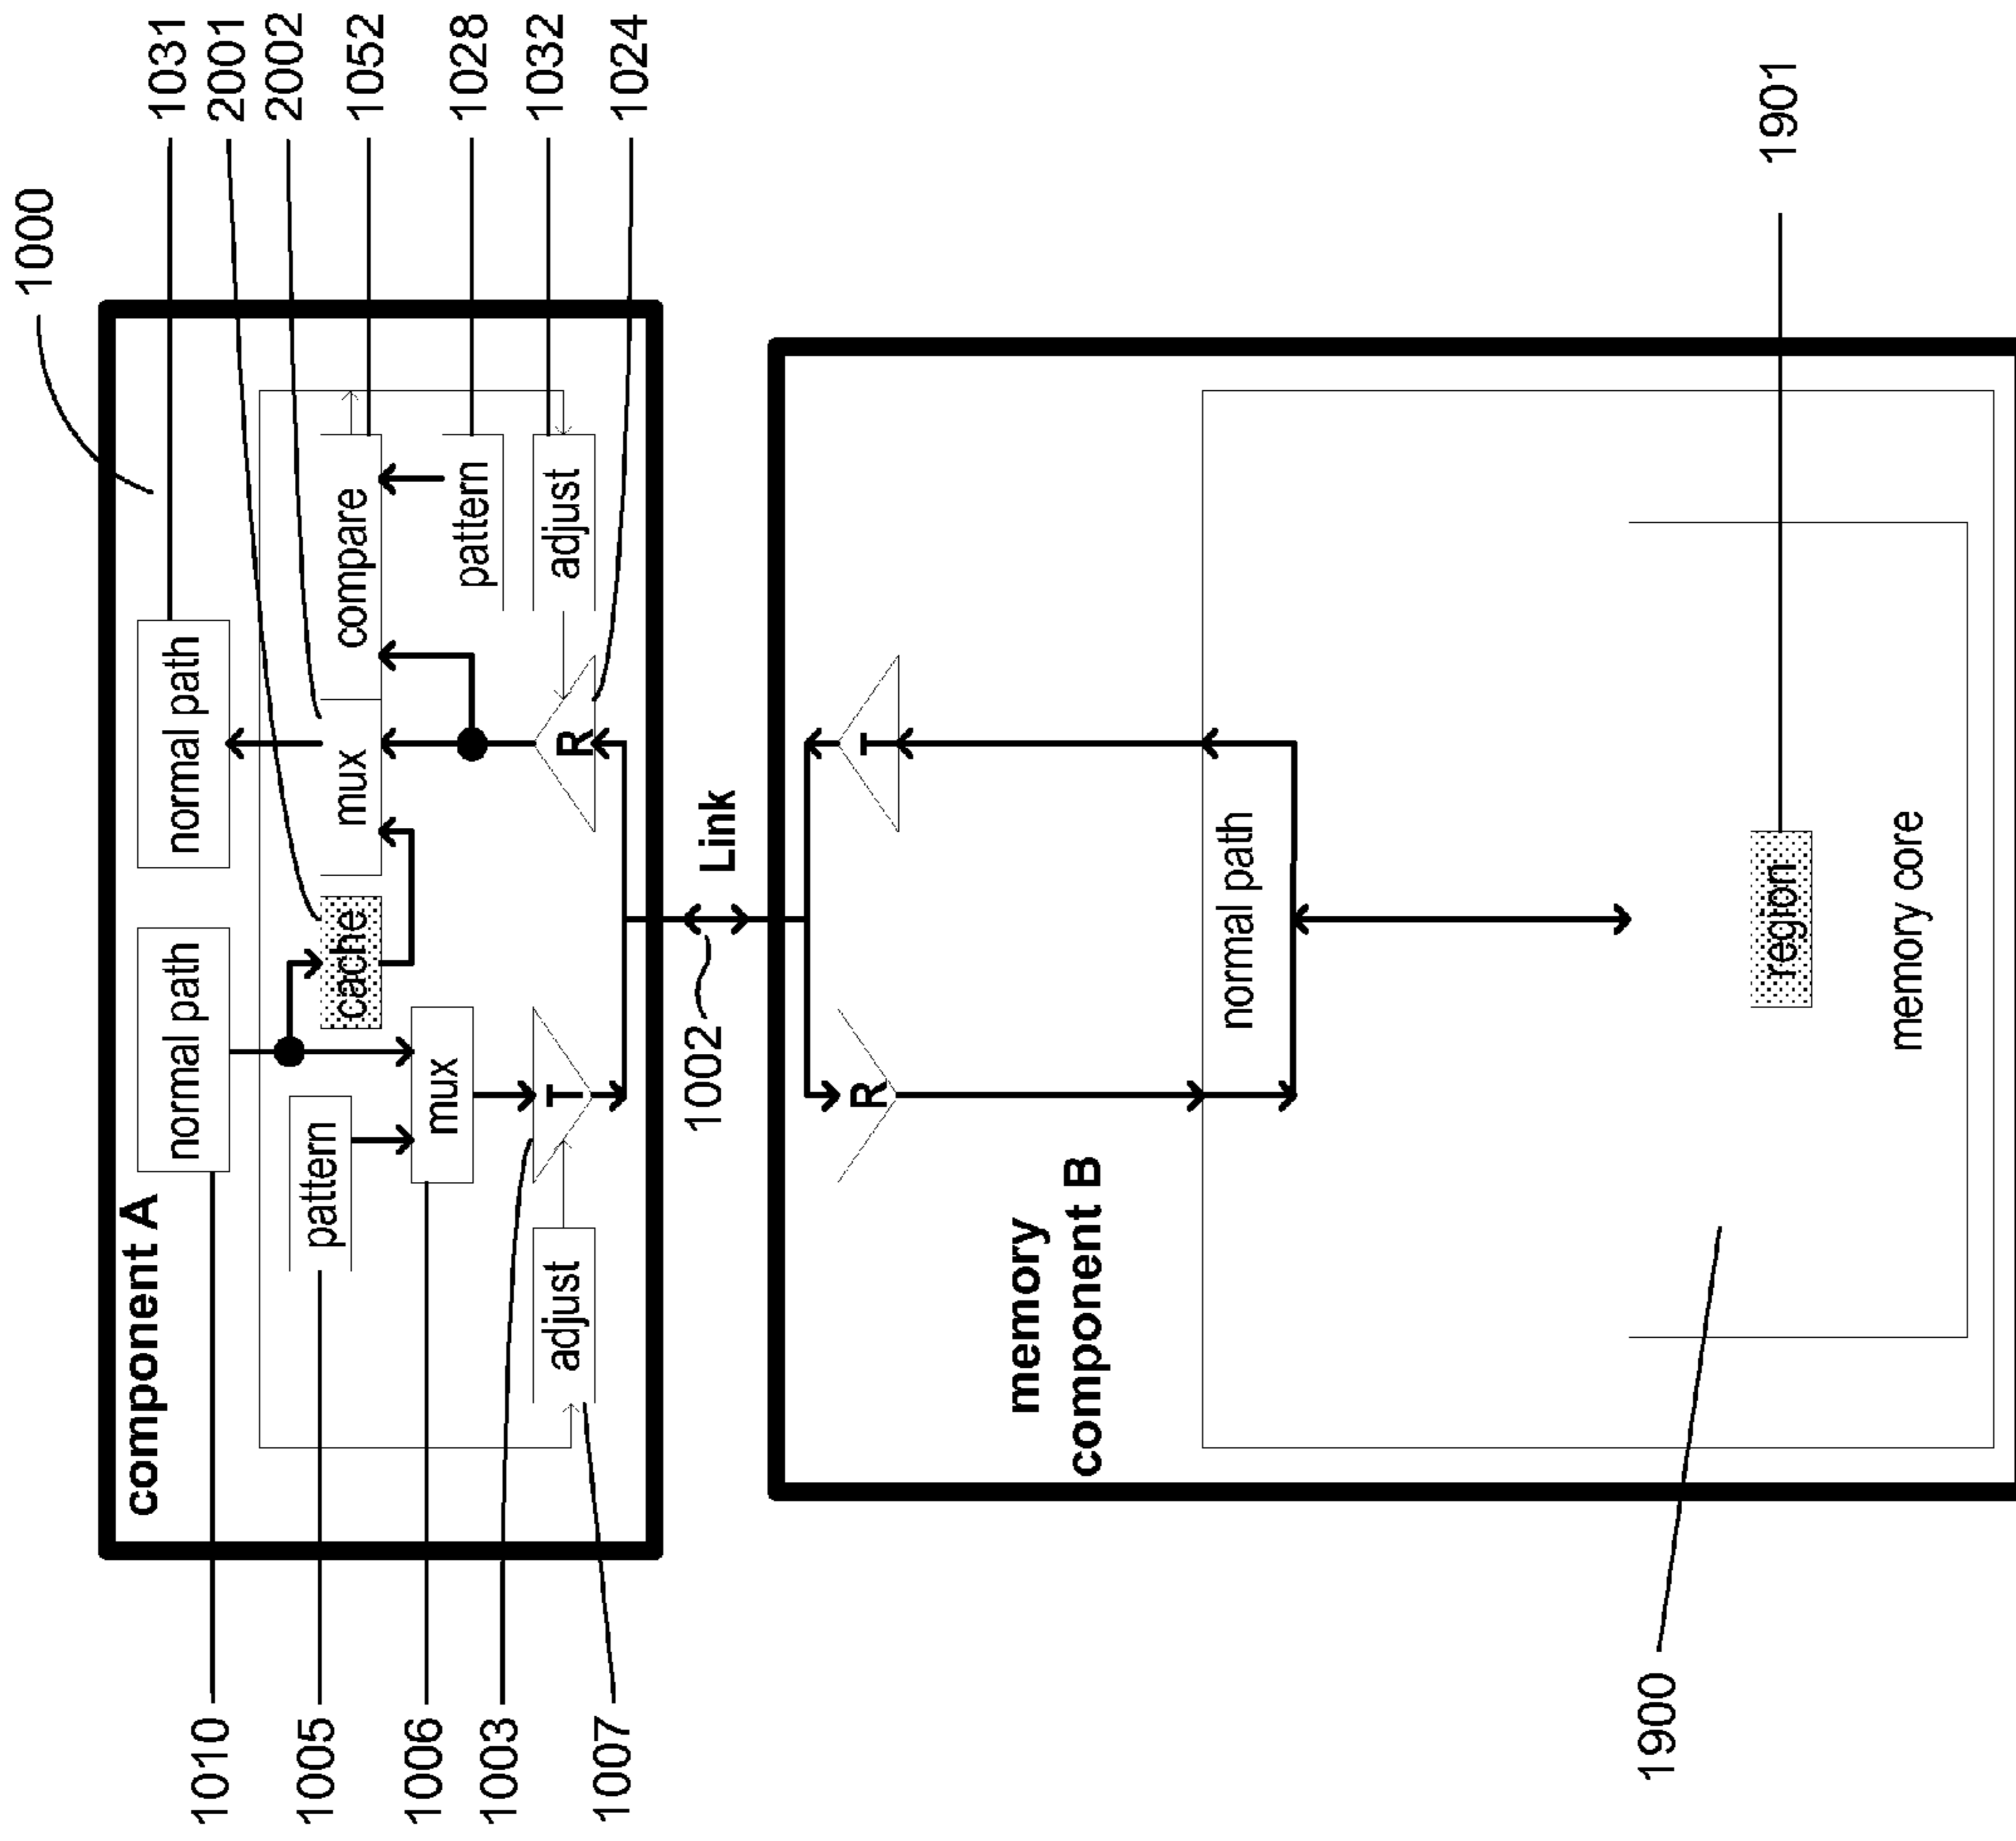 1000
1031
2001
2002
1052
1028
1032
1024
component A
normal path
normal path
pattern
cache
mux
compare
mux
pattern
adjust
T
R
adjust
1010
1005
1006
1003
1007
1002
Link
R
T
memory
component B
normal path
region
memory core
1900
1901